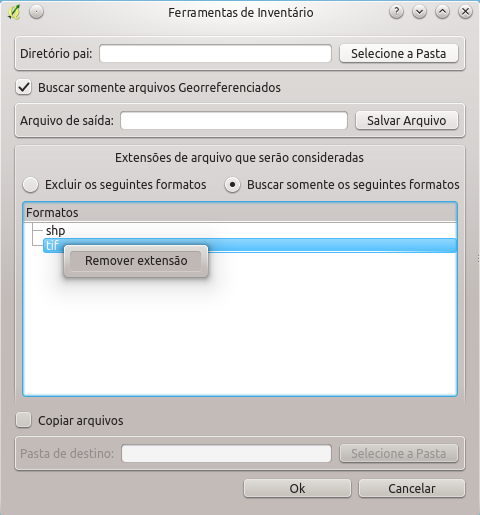 Ferramentas de Inventário
Diretório pai: Selecione a Pasta
Buscar somente arquivos Georreferenciados
Arquivo de saída: Salvar Arquivo
Extensões de arquivo que serão consideradas
Excluir os seguintes formatos Buscar somente os seguintes formatos
Formatos
shp
tif
Remover extensão
Copiar arquivos
Pasta de destino: Selecione a Pasta
Ok Cancelar